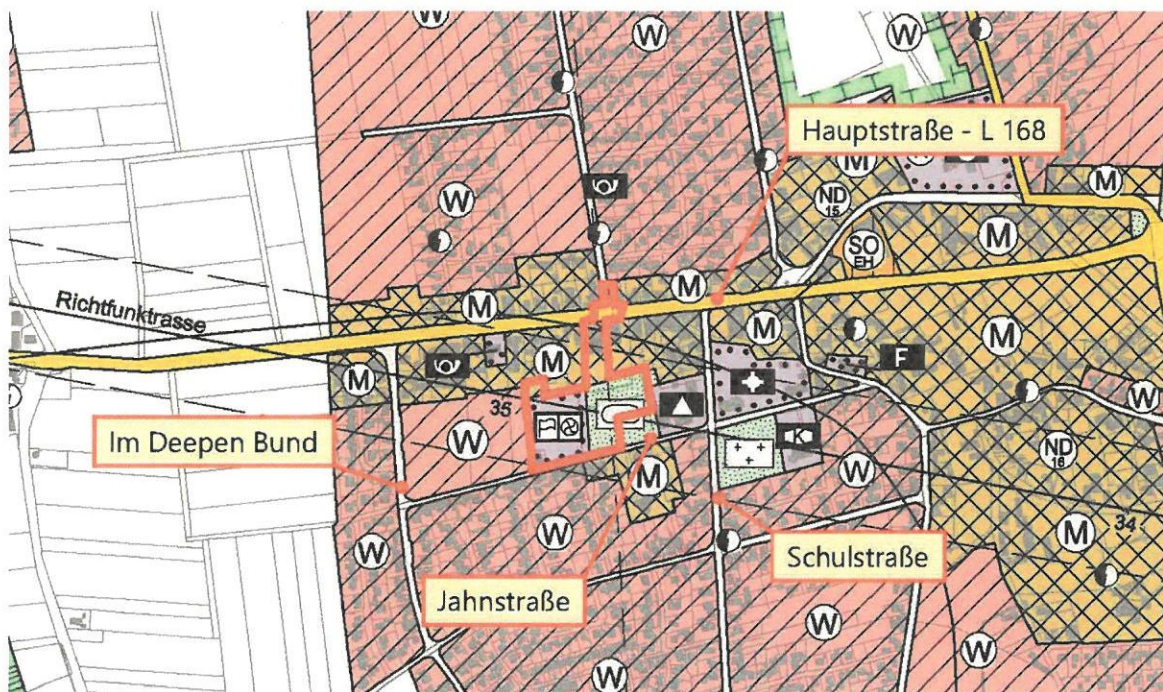 W
W
W
Hauptstraße - L 168
M
M
ND
15
W
SO
EH
M
M
M
Richtfunktrasse
M
M
M
M
F
M
35
W
Im Deepen Bund
W
K
ND
16
M
W
34
M
W
W
Schulstraße
Jahnstraße
W
W
W